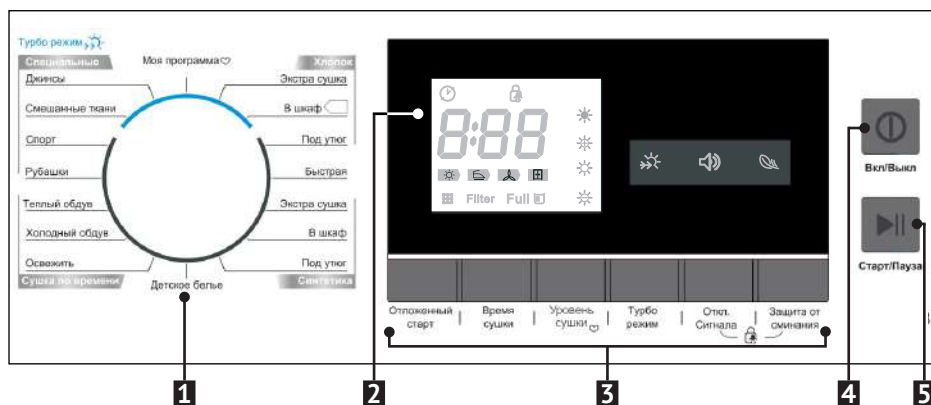 Турбо режим
Специальные
Моя программа
Хлопок
Джинсы
Экстра сушка
Смешанные ткани
В шкаф
Спорт
Под утюг
Рубашки
Быстрая
Теплый обдув
Экстра сушка
Холодный обдув
В шкаф
Освежить
Под утюг
Сушка по времени
Детское белье
Синтетика
8:88
Filter Full
Отложенный старт
Время сушки
Уровень сушки
Турбо режим
Откл. Сигнала
Защита от сминания
Вкл/Выкл
Старт/Пауза
1
2
3
4
5